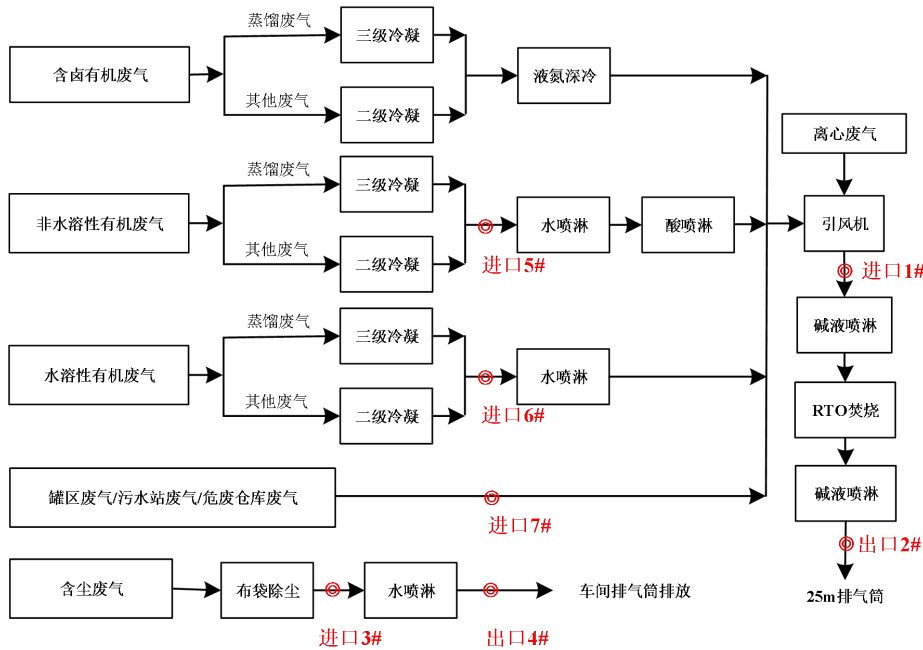 蒸馏废气
三级冷凝
含卤有机废气
液氮深冷
其他废气
二级冷凝
离心废气
蒸馏废气
三级冷凝
非水溶性有机废气
水喷淋
酸喷淋
引风机
其他废气
二级冷凝
进口5#
进口1#
蒸馏废气
三级冷凝
碱液喷淋
水溶性有机废气
水喷淋
其他废气
二级冷凝
进口6#
RTO焚烧
罐区废气/污水站废气/危废仓库废气
进口7#
碱液喷淋
出口2#
含尘废气
布袋除尘
水喷淋
车间排气筒排放
25m排气筒
进口3#
出口4#